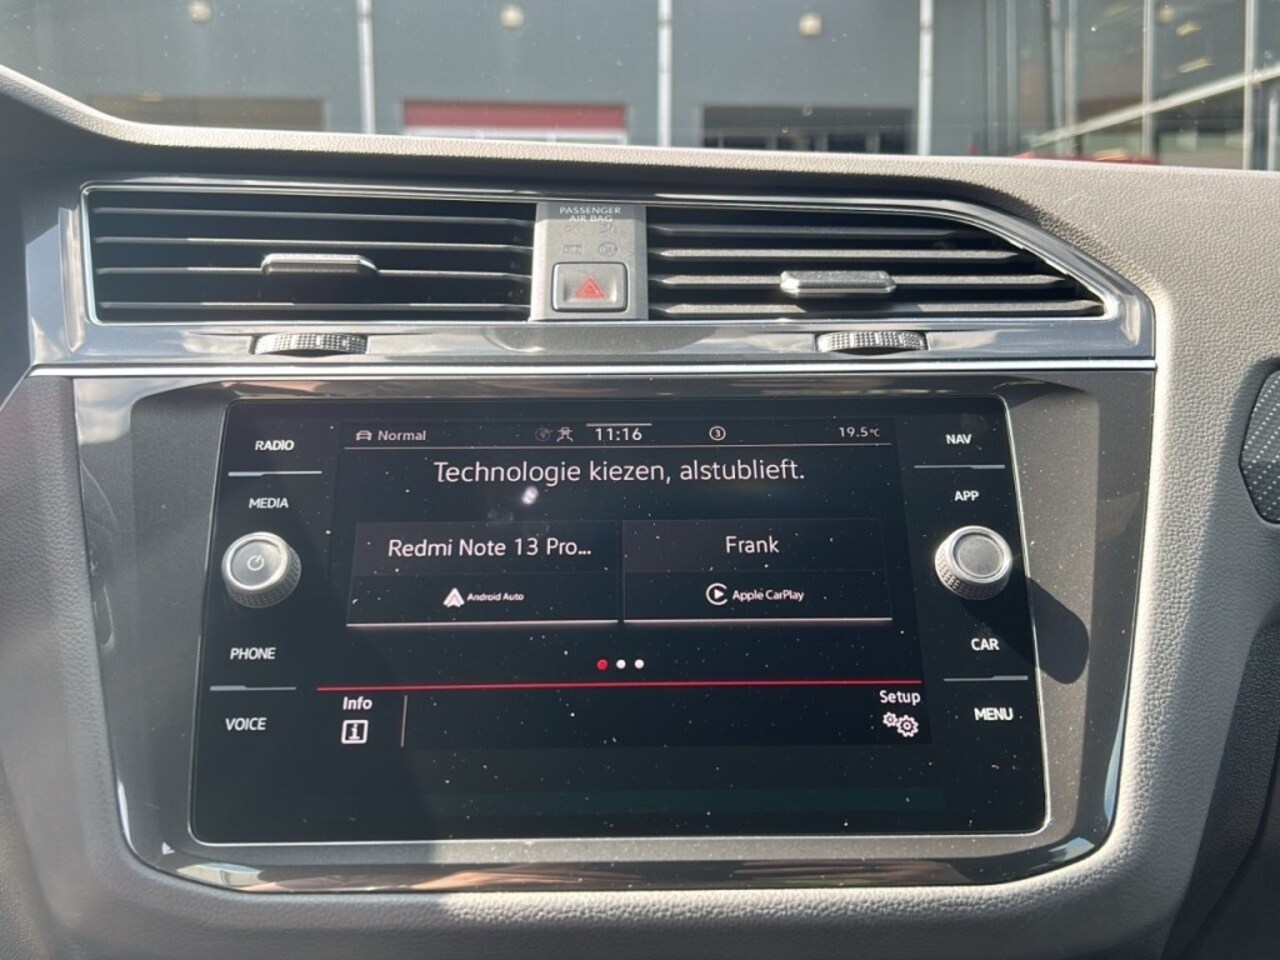 PASSENGER
AIR BAG
RADIO
MEDIA
PHONE
VOICE
Normal
11:16
3
19.5°C
Technologie kiezen, alstublieft.
Redmi Note 13 Pro...
Android Auto
Frank
Apple CarPlay
Info
i
Setup
NAV
APP
CAR
MENU